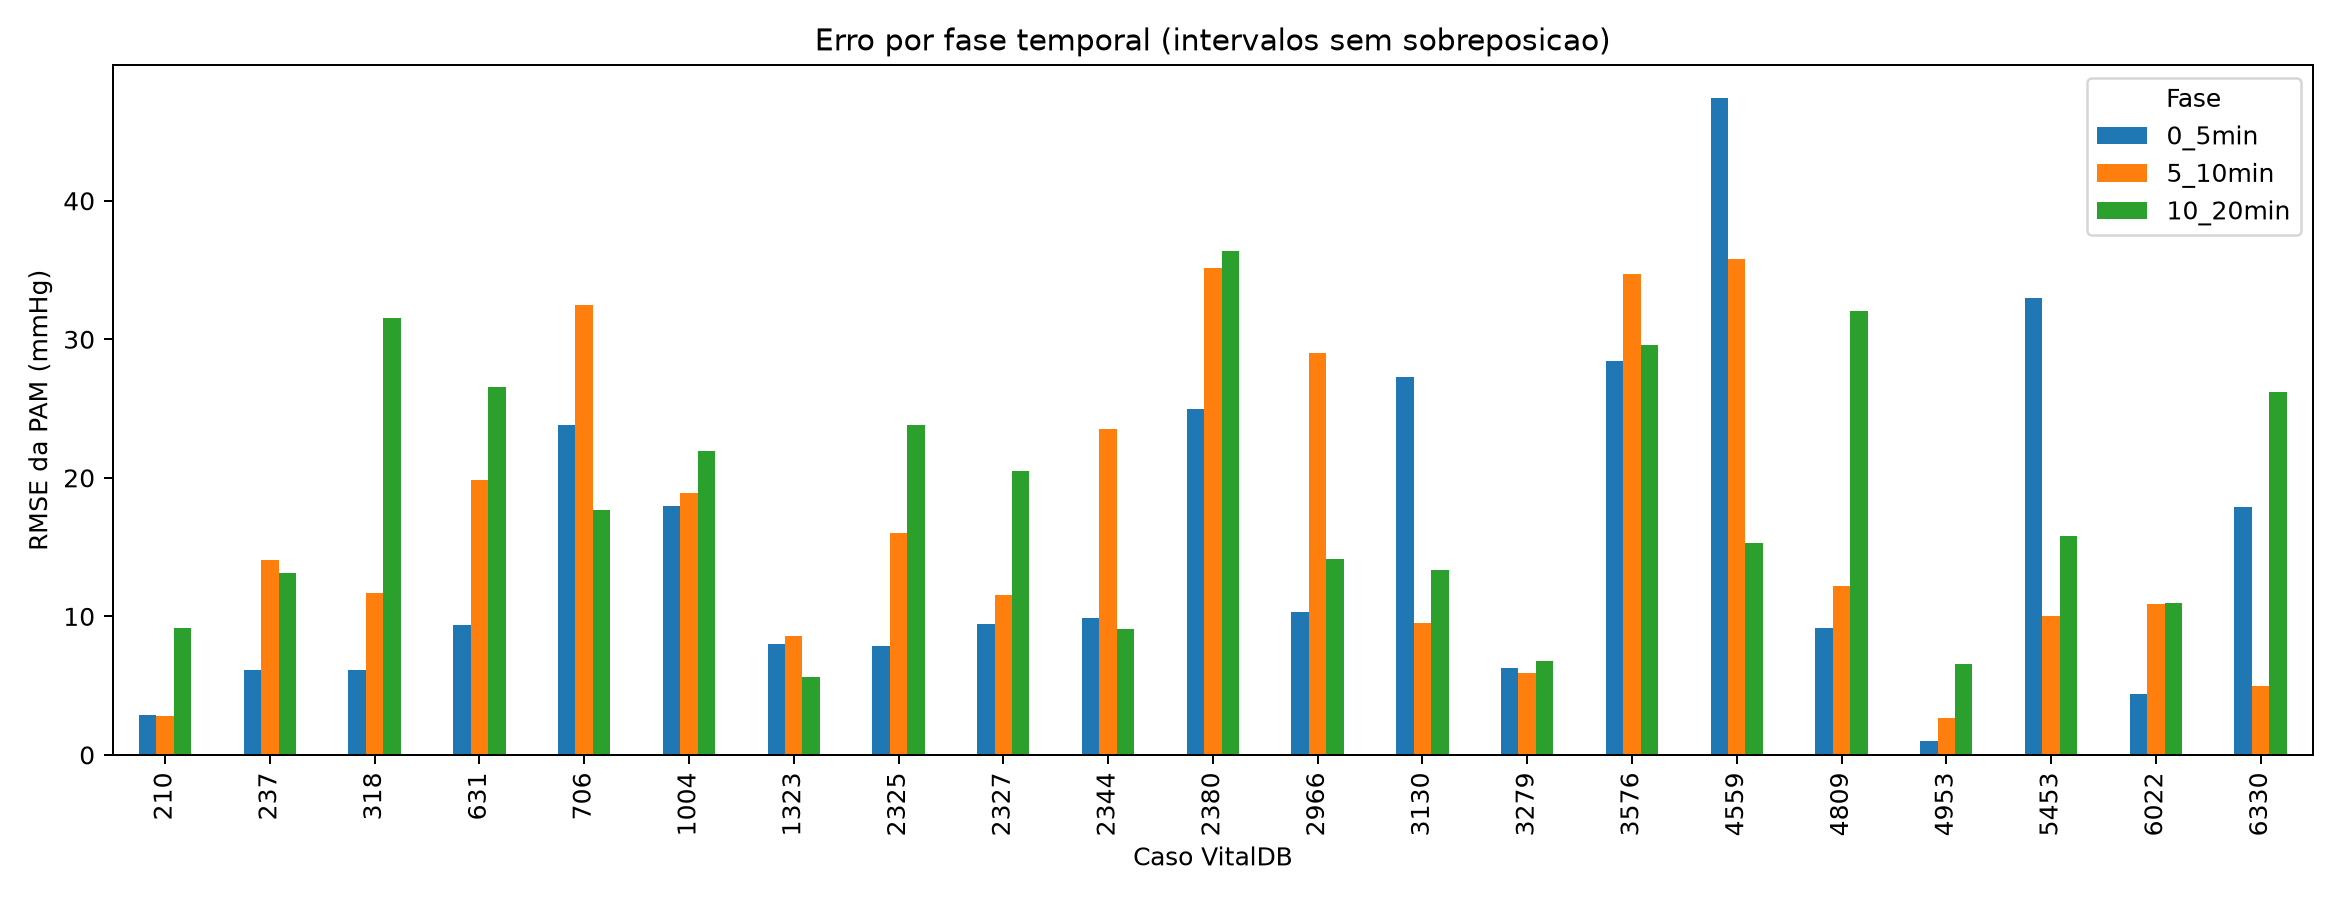 Erro por fase temporal (intervalos sem sobreposicao)
Fase
0_5min
5_10min
10_20min
RMSE da PAM (mmHg)
40
30
20
10
0
210 237 318 631 706 1004 1323 2325 2327 2344 2380 2966 3130 3279 3576 4559 4809 4953 5453 6022 6330
Caso VitalDB